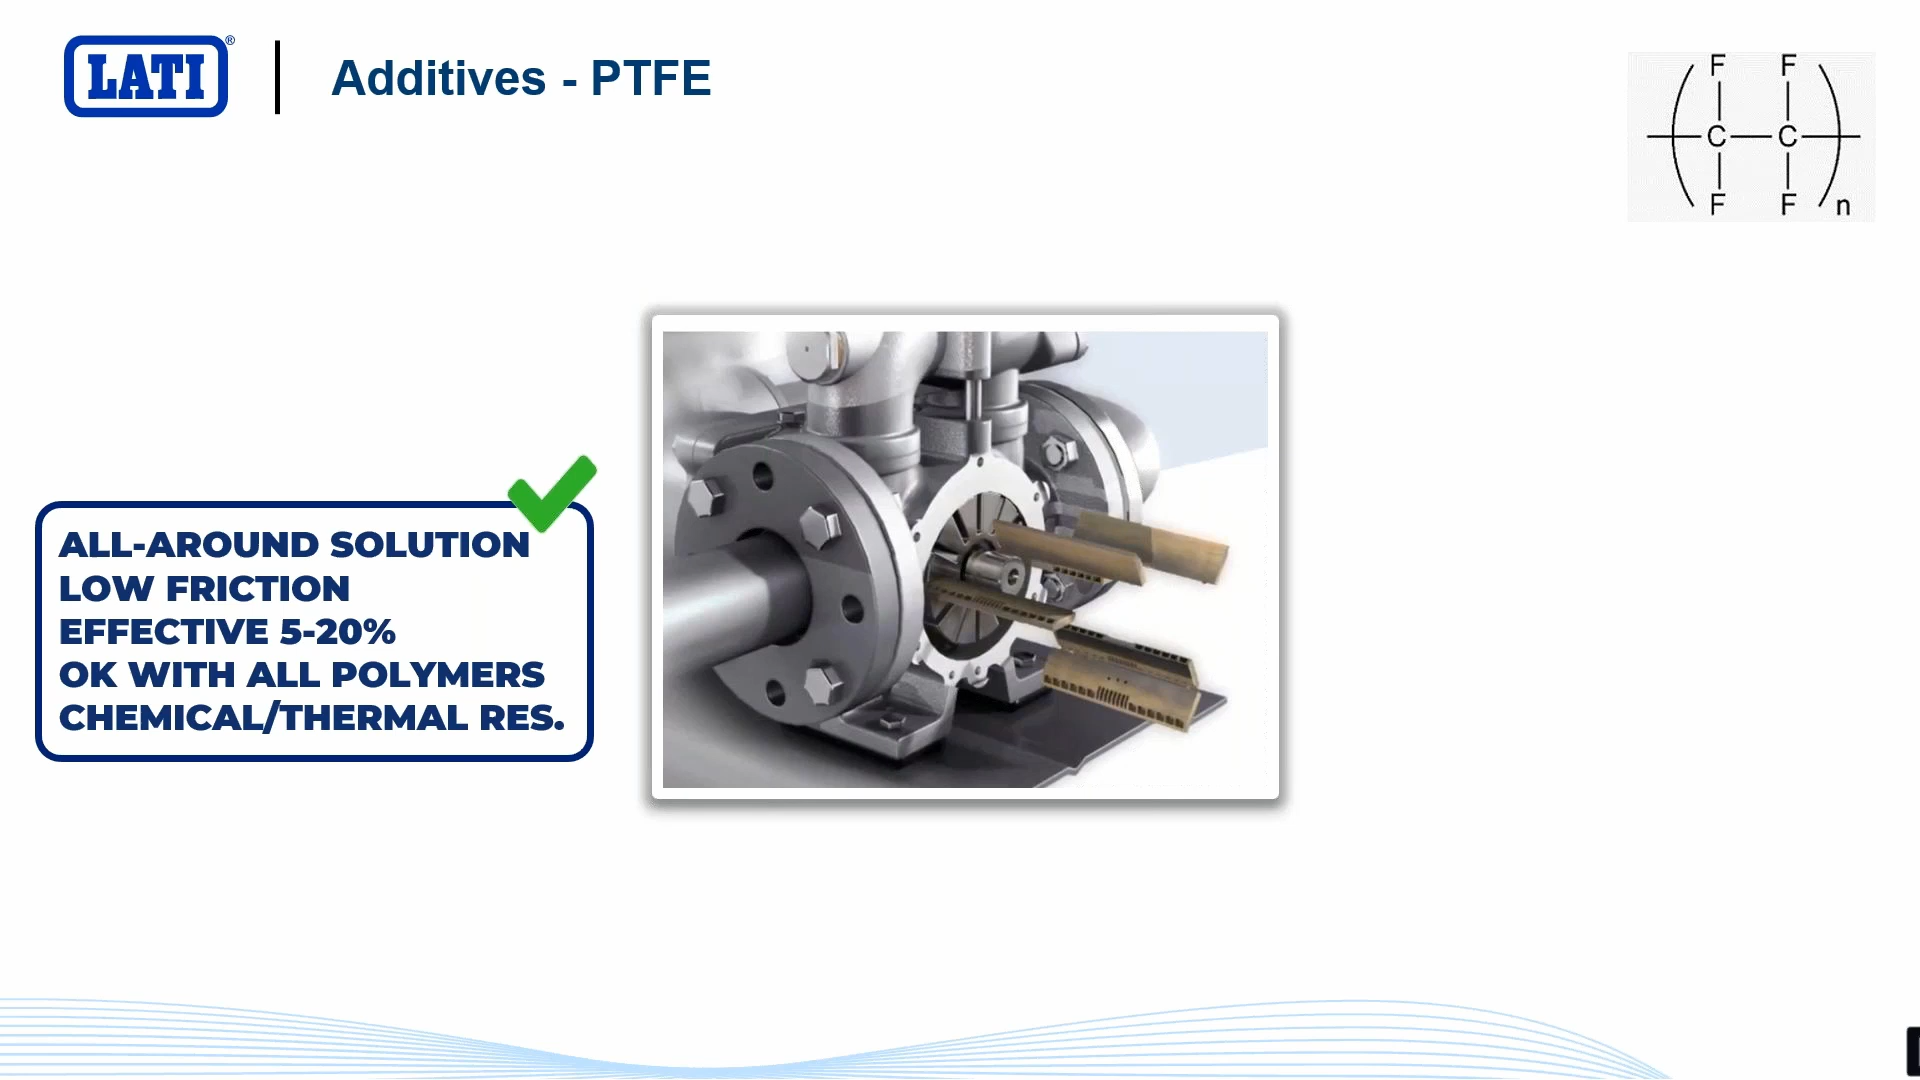 LATI®
Additives - PTFE
F F
C C
F F n
ALL-AROUND SOLUTION
LOW FRICTION
EFFECTIVE 5-20%
OK WITH ALL POLYMERS
CHEMICAL/THERMAL RES.